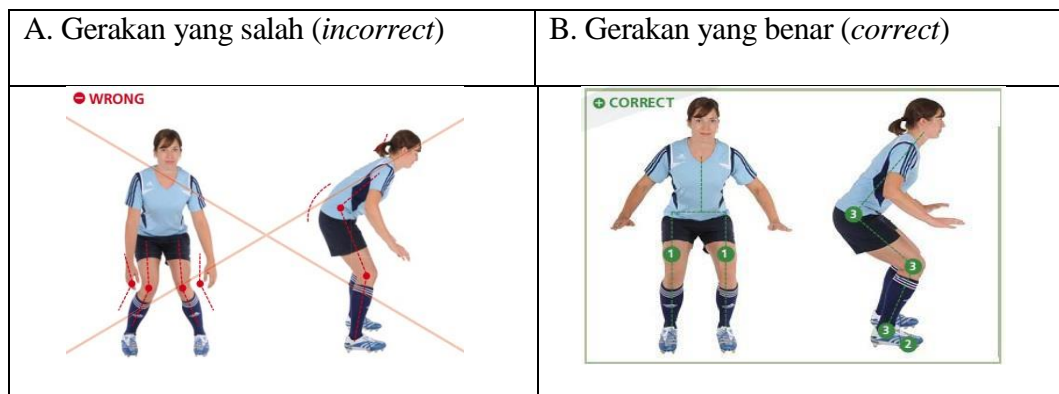 A. Gerakan yang salah (incorrect)
B. Gerakan yang benar (correct)
WRONG
CORRECT
1
1
3
3
3
2